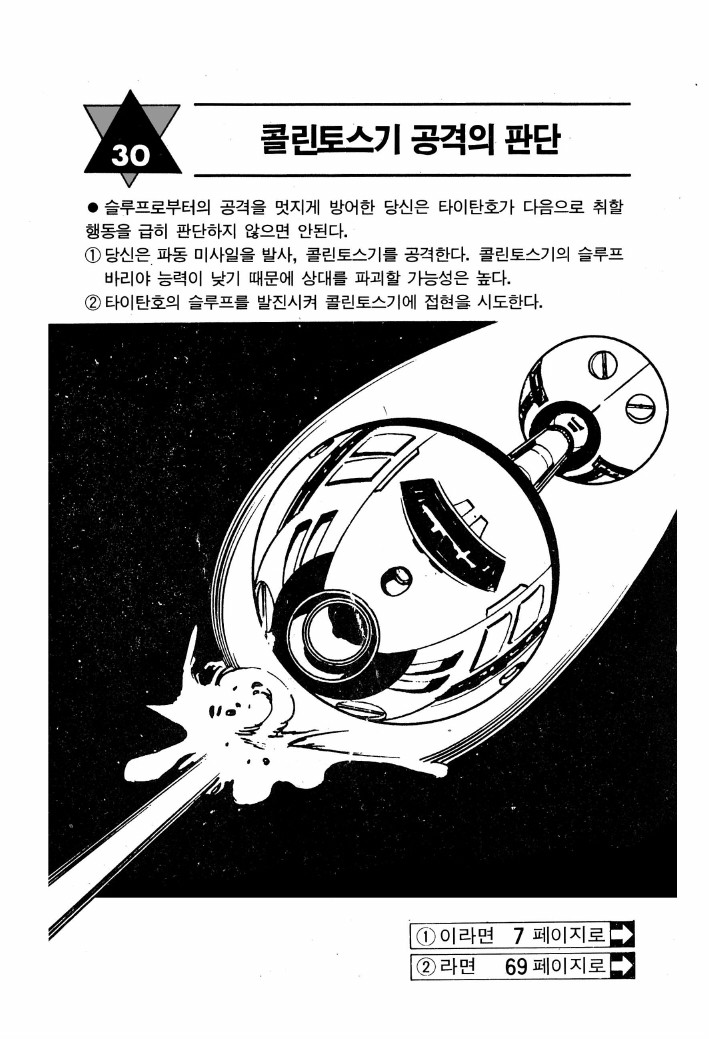 30
콜린토스기 공격의 판단
● 슬루프로부터의 공격을 멋지게 방어한 당신은 타이탄호가 다음으로 취할
행동을 급히 판단하지 않으면 안된다.
① 당신은 파동 미사일을 발사, 콜린토스기를 공격한다. 콜린토스기의 슬루프
바리야 능력이 낮기 때문에 상대를 파괴할 가능성은 높다.
② 타이탄호의 슬루프를 발진시켜 콜린토스기에 접현을 시도한다.
① 이라면 7 페이지로
② 라면 69 페이지로